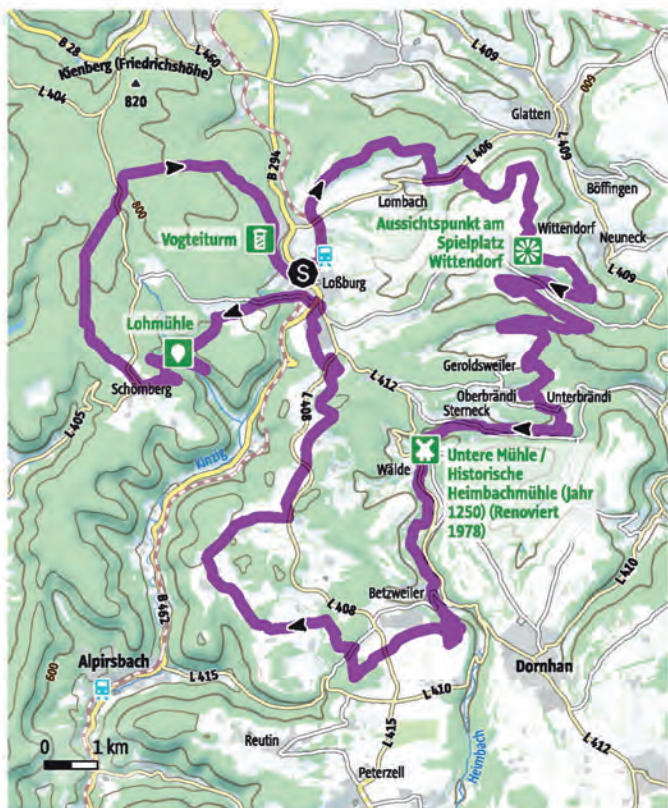 B 28
L 460
L 409
Kienberg (Friedrichshöhe)
820
L 404
600
Glatten
L 406
L 409
B 294
Böffingen
Lombach
800
Vogteiturm
Aussichtspunkt am
Spielplatz
Wittendorf
Wittendorf
Neuneck
S
Loßburg
L 409
Lohmühle
Geroldsweiler
L 412
Schömberg
L 408
Oberbrändi
Unterbrändi
Sterneck
L 405
Kinzig
Wälde
Untere Mühle /
Historische
Heimbachmühle (Jahr
1250) (Renoviert
1978)
L 410
B 462
Betzweiler
L 408
600
Alpirsbach
Dornhan
L 415
L 410
0 1 km
Reutin
L 415
Heimbach
L 412
Peterzell